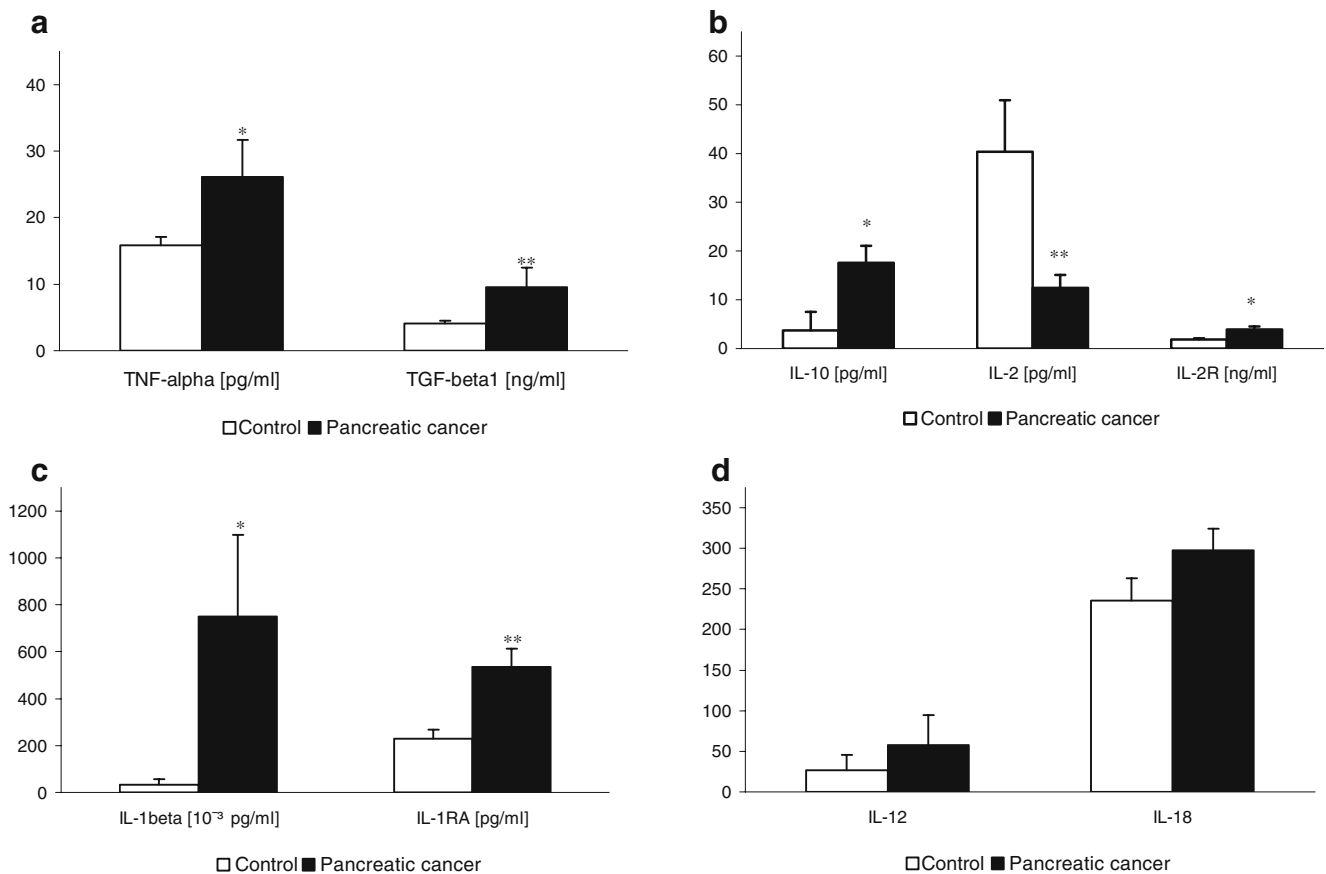 a
40
30
20
10
0
*
**
TNF-alpha [pg/ml] TGF-beta1 [ng/ml]
Control Pancreatic cancer
b
60
50
40
30
20
10
0
*
**
*
IL-10 [pg/ml] IL-2 [pg/ml] IL-2R [ng/ml]
Control Pancreatic cancer
c
1200
1000
800
600
400
200
0
*
**
IL-1beta [10⁻³ pg/ml] IL-1RA [pg/ml]
Control Pancreatic cancer
d
350
300
250
200
150
100
50
0
IL-12 IL-18
Control Pancreatic cancer